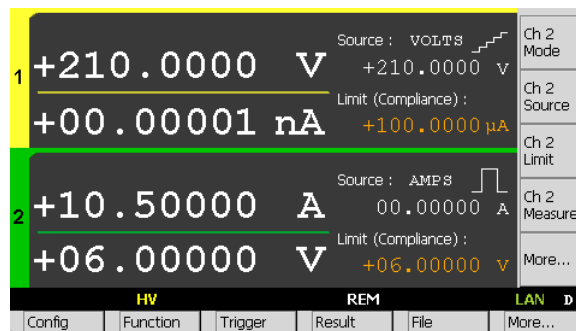 1
+210.0000 V
+00.00001 nA
Source : VOLTS
+210.0000 V
Limit (Compliance) :
+100.0000 µA
2
+10.50000 A
+06.00000 V
Source : AMPS
00.00000 A
Limit (Compliance) :
+06.00000 V
Ch 2
Mode
Ch 2
Source
Ch 2
Limit
Ch 2
Measure
More...
HV REM LAN D
Config Function Trigger Result File More...